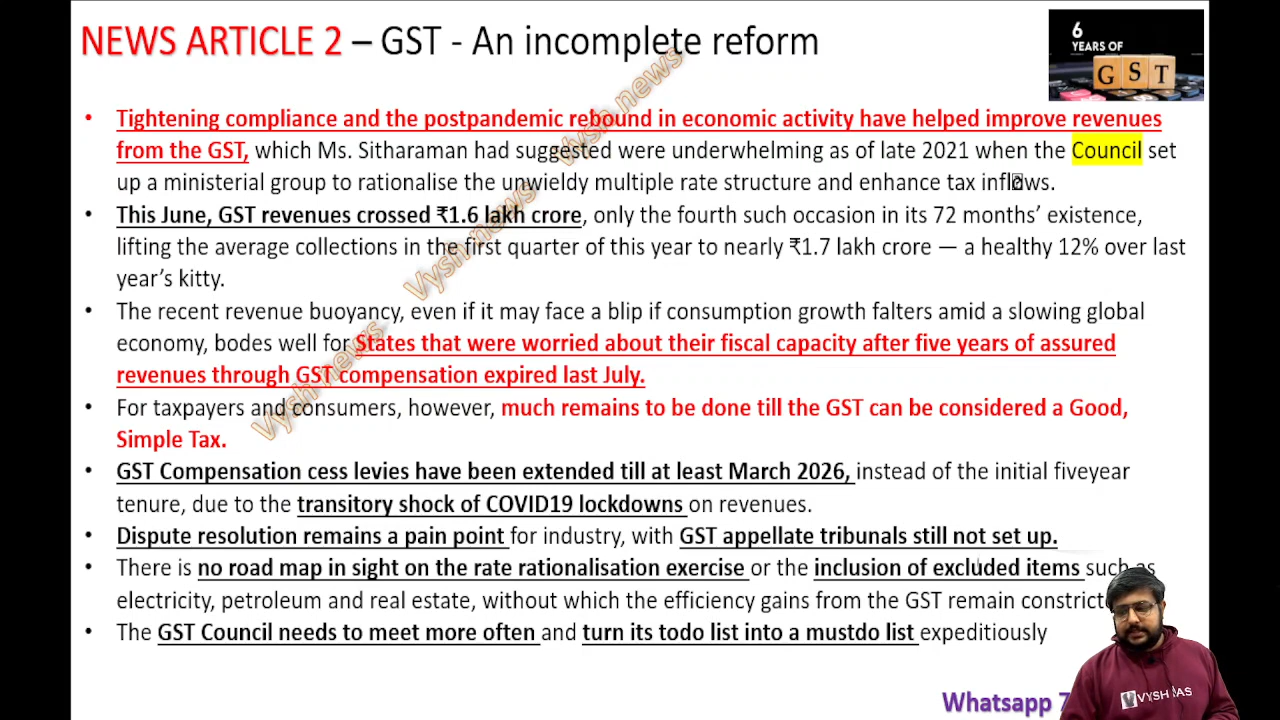 NEWS ARTICLE 2 – GST - An incomplete reform
6
YEARS OF
GST
• Tightening compliance and the postpandemic rebound in economic activity have helped improve revenues
from the GST, which Ms. Sitharaman had suggested were underwhelming as of late 2021 when the Council set
up a ministerial group to rationalise the unwieldy multiple rate structure and enhance tax inflows.
• This June, GST revenues crossed ₹1.6 lakh crore, only the fourth such occasion in its 72 months’ existence,
lifting the average collections in the first quarter of this year to nearly ₹1.7 lakh crore — a healthy 12% over last
year’s kitty.
• The recent revenue buoyancy, even if it may face a blip if consumption growth falters amid a slowing global
economy, bodes well for States that were worried about their fiscal capacity after five years of assured
revenues through GST compensation expired last July.
• For taxpayers and consumers, however, much remains to be done till the GST can be considered a Good,
Simple Tax.
• GST Compensation cess levies have been extended till at least March 2026, instead of the initial fiveyear
tenure, due to the transitory shock of COVID19 lockdowns on revenues.
• Dispute resolution remains a pain point for industry, with GST appellate tribunals still not set up.
• There is no road map in sight on the rate rationalisation exercise or the inclusion of excluded items such as
electricity, petroleum and real estate, without which the efficiency gains from the GST remain
• The GST Council needs to meet more often and turn its todo list into a mustdo list expeditiously
Vysh news
Vysh news
Vysh news
Whatsapp 7
VYSH IAS